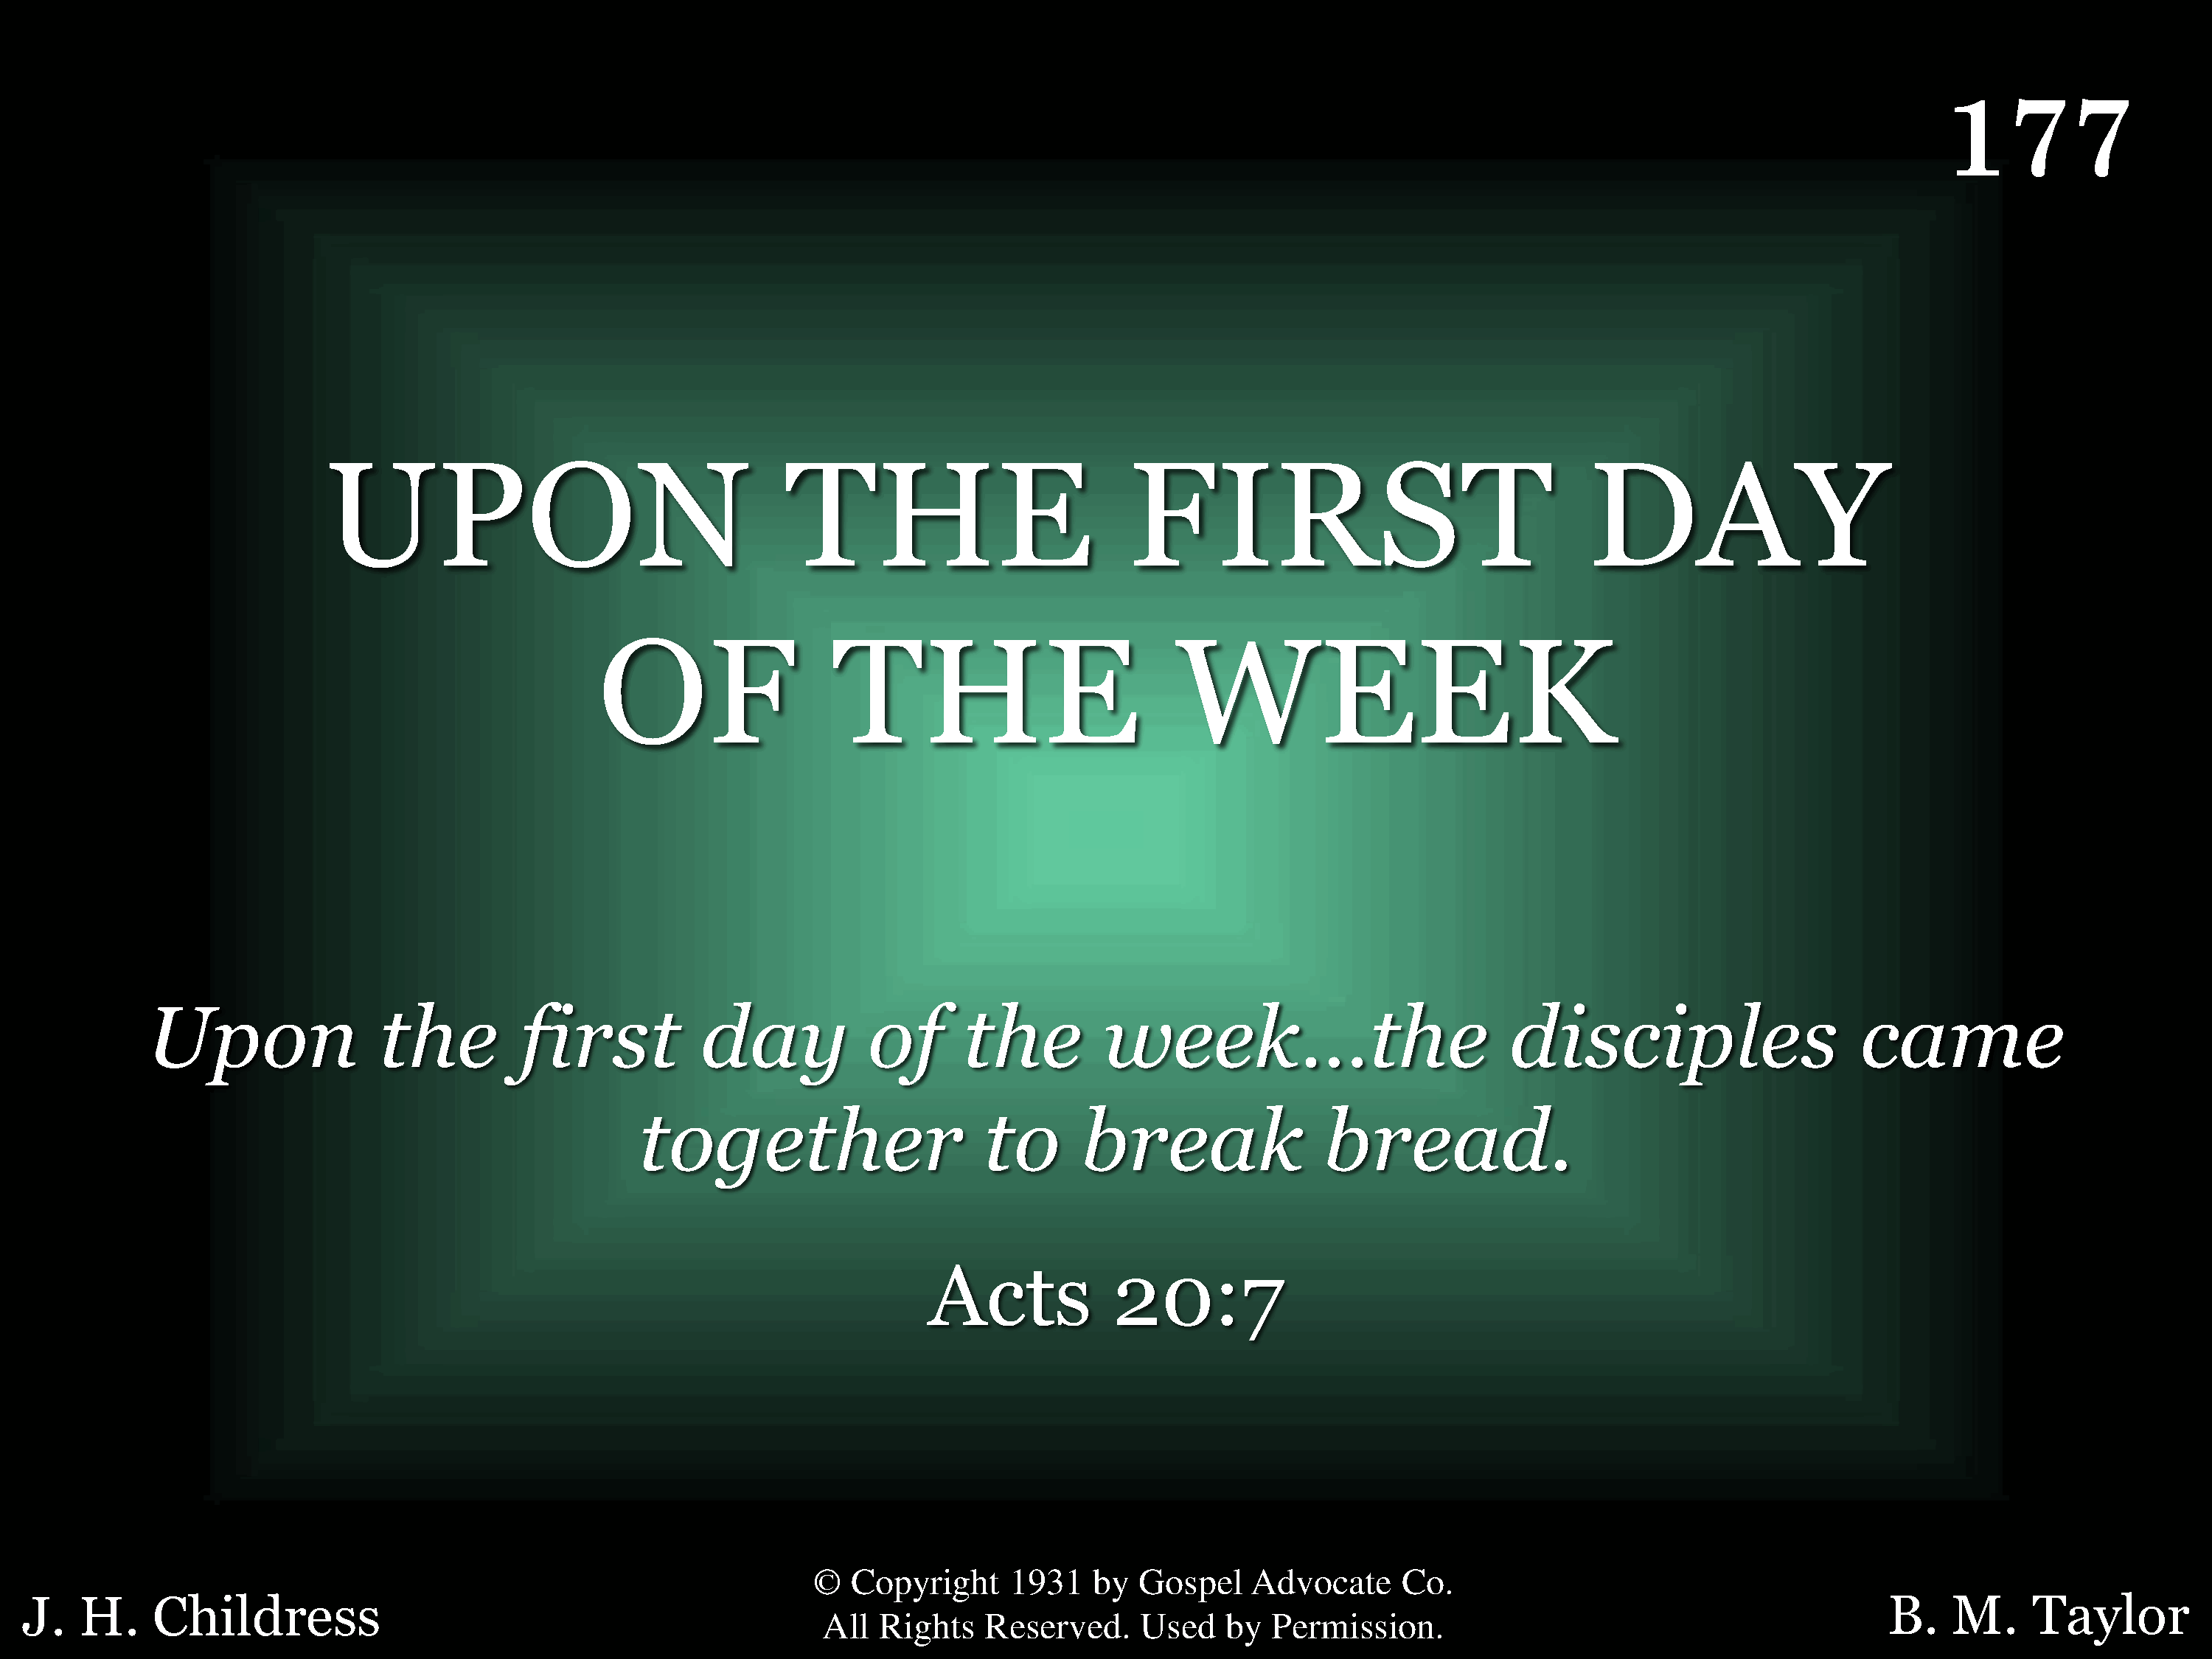 177
UPON THE FIRST DAY
OF THE WEEK
Upon the first day of the week...the disciples came
together to break bread.
Acts 20:7
© Copyright 1931 by Gospel Advocate Co.
All Rights Reserved. Used by Permission.
J. H. Childress
B. M. Taylor